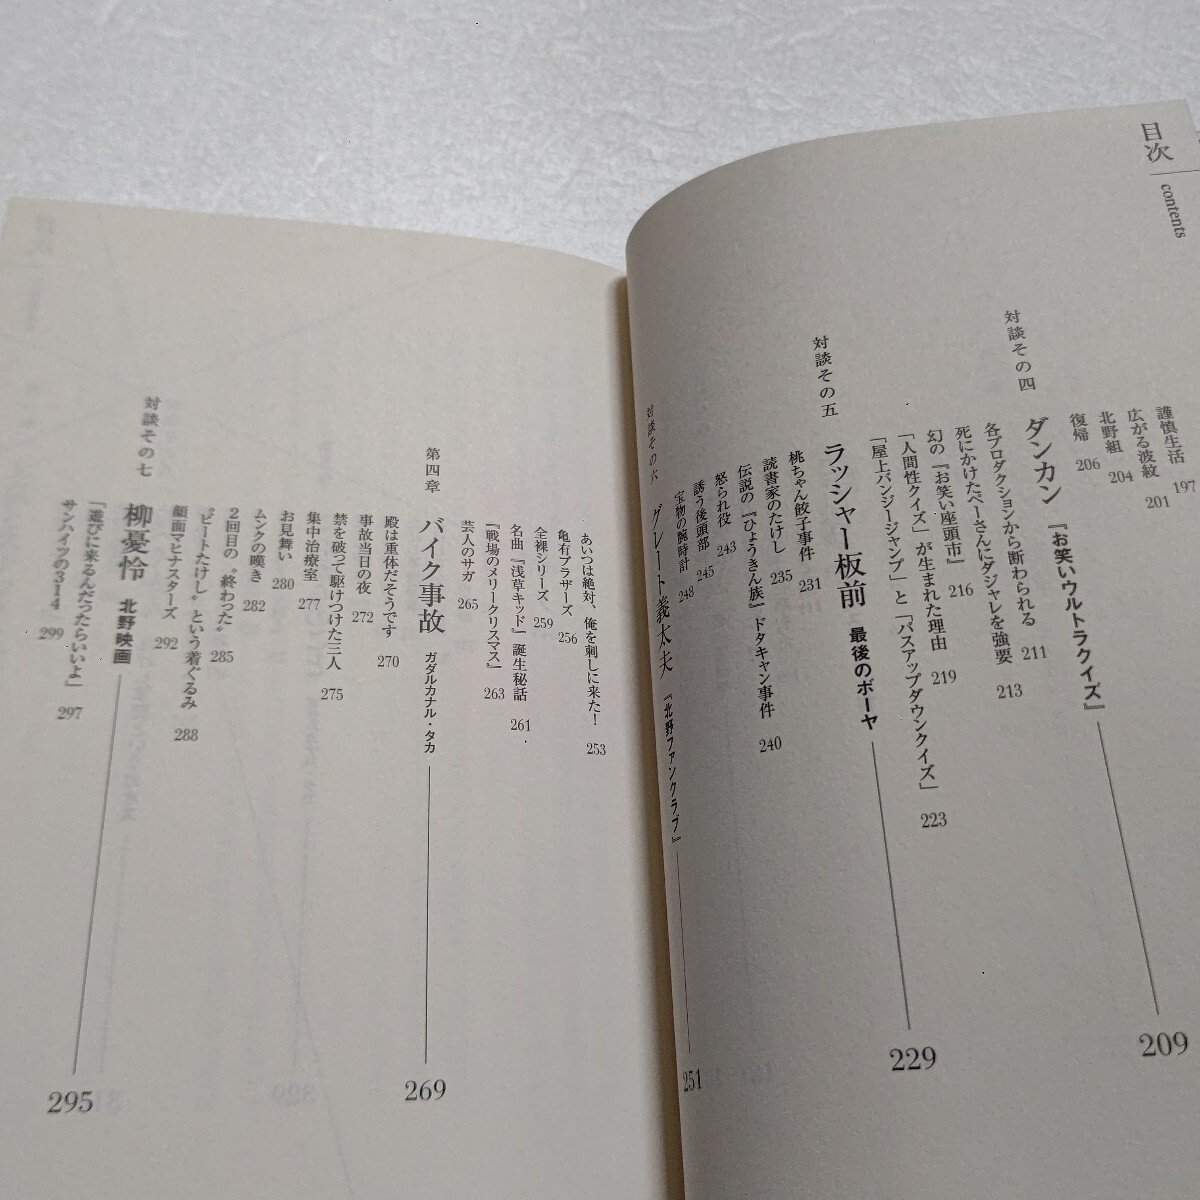 目次
contents
謹慎生活 197
広がる波紋 201
北野組 204
復帰 206
対談その四 ダンカン 『お笑いウルトラクイズ』 209
各プロダクションから断わられる 211
死にかけたペーさんにダジャレを強要 213
幻の『お笑い座頭市』 216
「人間性クイズ」が生まれた理由 219
「屋上バンジージャンプ」と「バスアップダウンクイズ」 223
対談その五 ラッシャー板前 最後のボーヤ 229
桃ちゃん餃子事件 231
読書家のたけし 235
伝説の『ひょうきん族』ドタキャン事件 240
怒られ役 243
誘う後頭部 245
宝物の腕時計 248
対談その六 グレート義太夫 『北野ファンクラブ』 251
あいつは絶対、俺を刺しに来た！ 253
亀有ブラザーズ 256
全裸シリーズ 259
名曲『浅草キッド』誕生秘話 261
『戦場のメリークリスマス』 263
芸人のサガ 265
第四章 バイク事故 ガダルカナル・タカ 269
殿は重体だそうです 270
事故当日の夜 272
禁を破って駆けつけた三人 275
集中治療室 277
お見舞い 280
ムンクの嘆き 282
2回目の〝終わった〟 285
〝ビートたけし〟という着ぐるみ 288
顔面マヒナスターズ 292
対談その七 柳憂怜 北野映画 295
「遊びに来るんだったらいいよ」 297
サンハイツの314 299